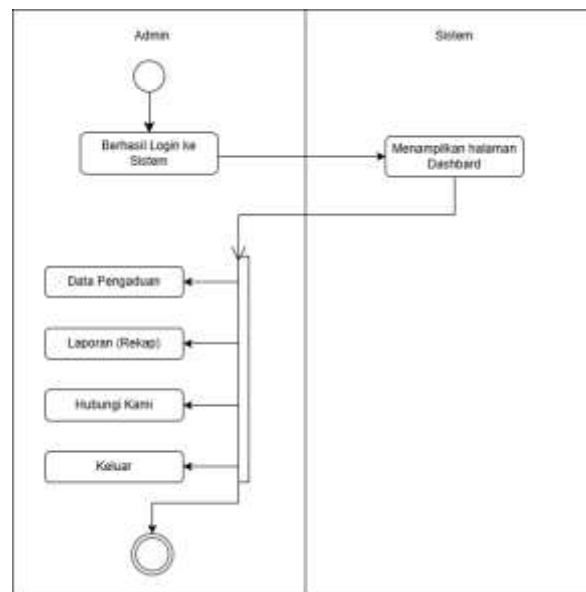 Admin
Sistem
Berhasil Login ke
Sistem
Menampilkan halaman
Dashbard
Data Pengaduan
Laporan (Rekap)
Hubungi Kami
Keluar